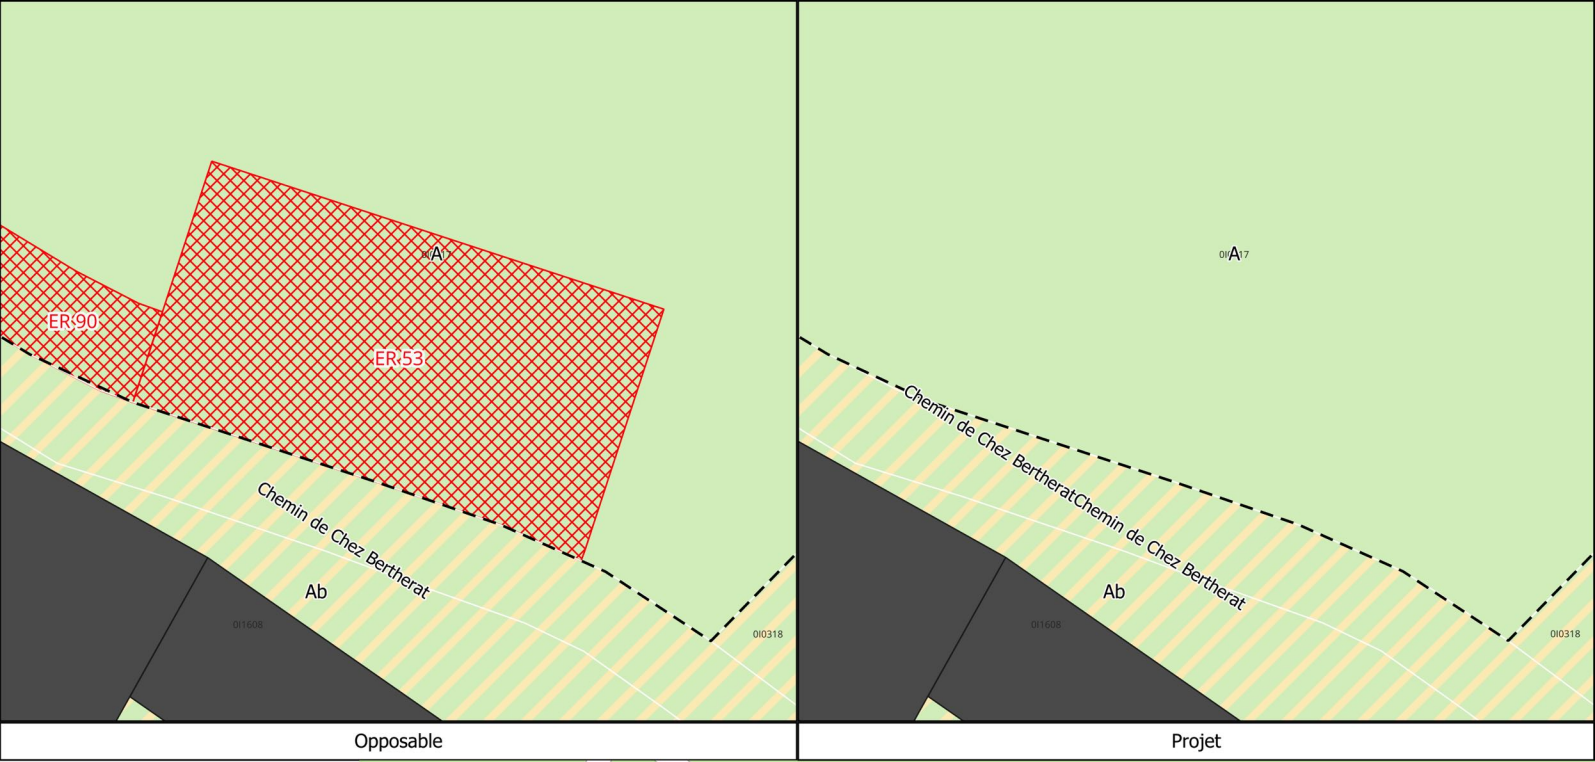 A
ER-90
ER-53
Chemin de Chez Bertherat
Ab
0I1608
0I0318
Opposable
A
Chemin de Chez Bertherat
Chemin de Chez Bertherat
Ab
0I1608
0I0318
Projet